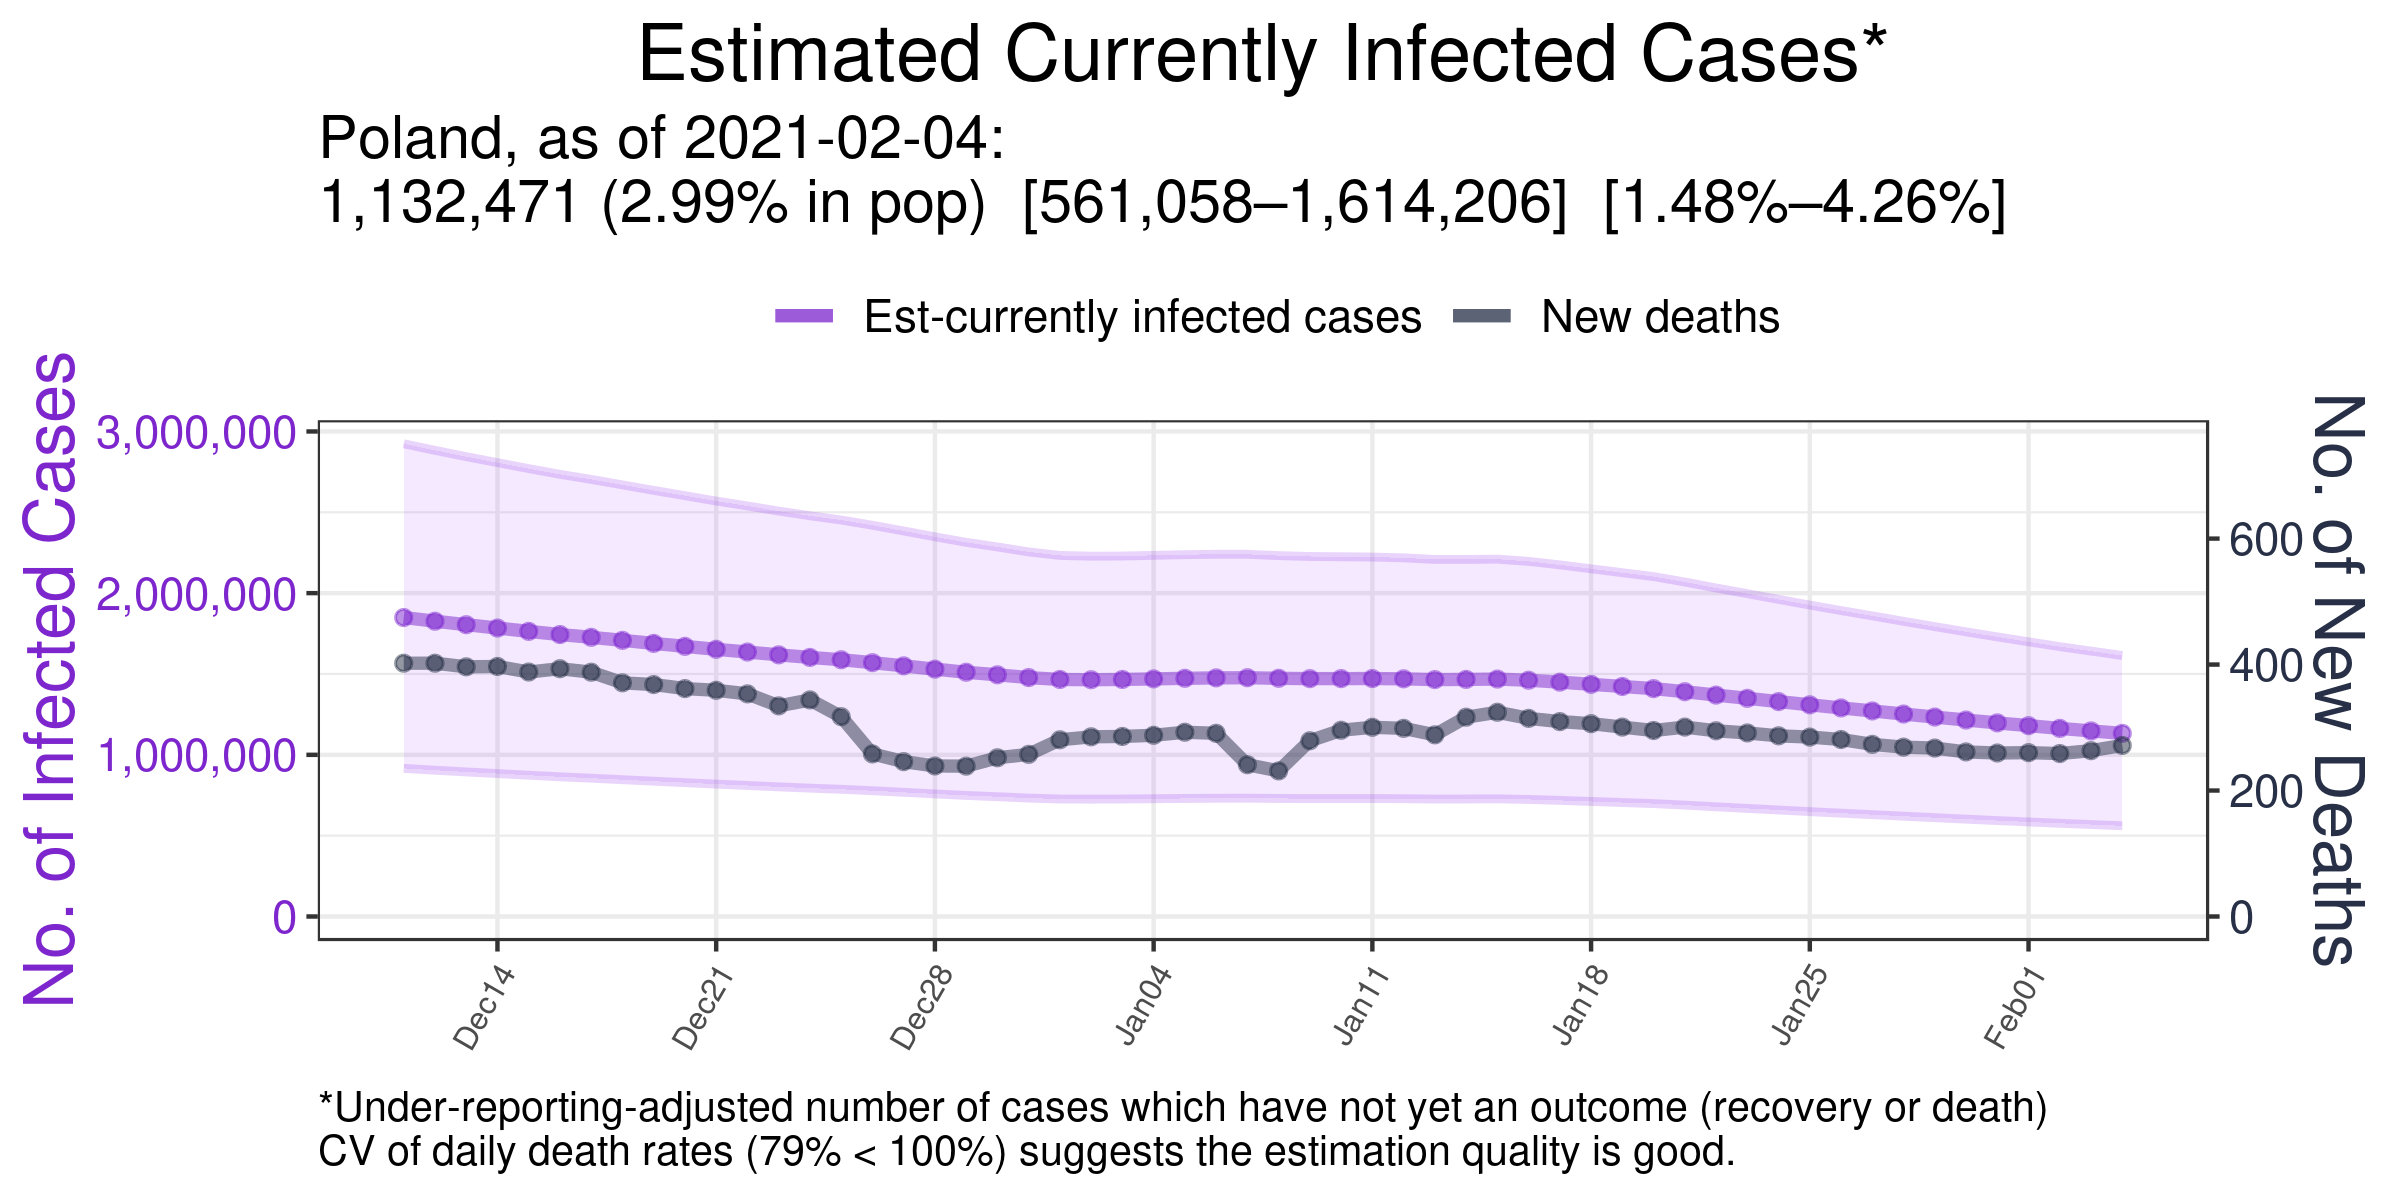 Estimated Currently Infected Cases*
Poland, as of 2021-02-04:
1,132,471 (2.99% in pop) [561,058–1,614,206] [1.48%–4.26%]
Est-currently infected cases New deaths
No. of Infected Cases
3,000,000
2,000,000
1,000,000
0
No. of New Deaths
600
400
200
0
Dec14 Dec21 Dec28 Jan04 Jan11 Jan18 Jan25 Feb01
*Under-reporting-adjusted number of cases which have not yet an outcome (recovery or death)
CV of daily death rates (79% < 100%) suggests the estimation quality is good.